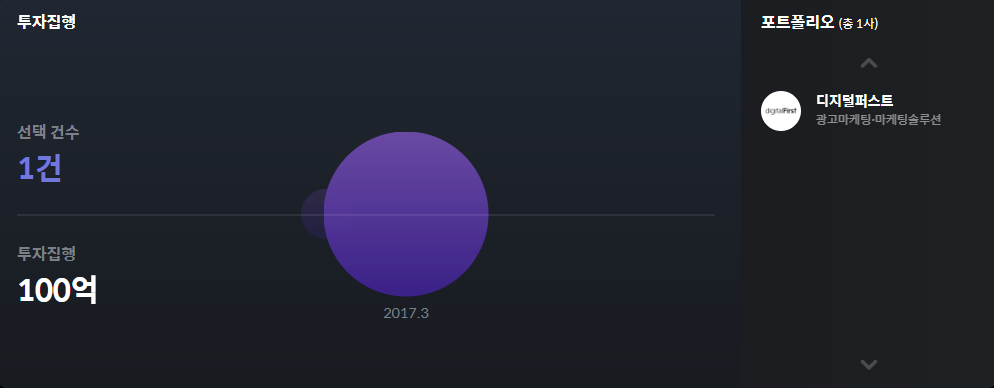 투자집행
선택 건수
1건
투자집행
100억
2017.3
포트폴리오 (총 1사)
digitalFirst
디지털퍼스트
광고마케팅·마케팅솔루션